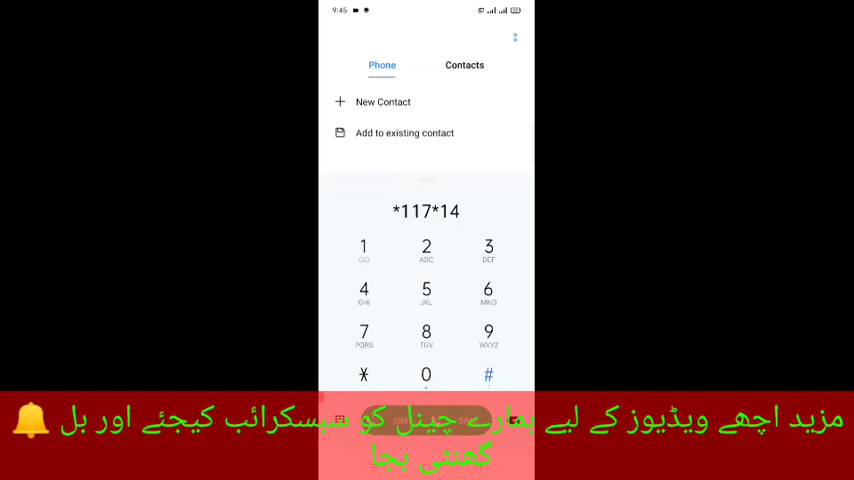 9:45
Phone Contacts
New Contact
Add to existing contact
*117*14
1 2 3
ABC DEF
4 5 6
GHI JKL MNO
7 8 9
PQRS TUV WXYZ
* 0 #
+
مزید اچھے ویڈیوز کے لیے ہمارے چینل کو سبسکرائب کیجئے اور بل 🔔
گھنٹی بجا